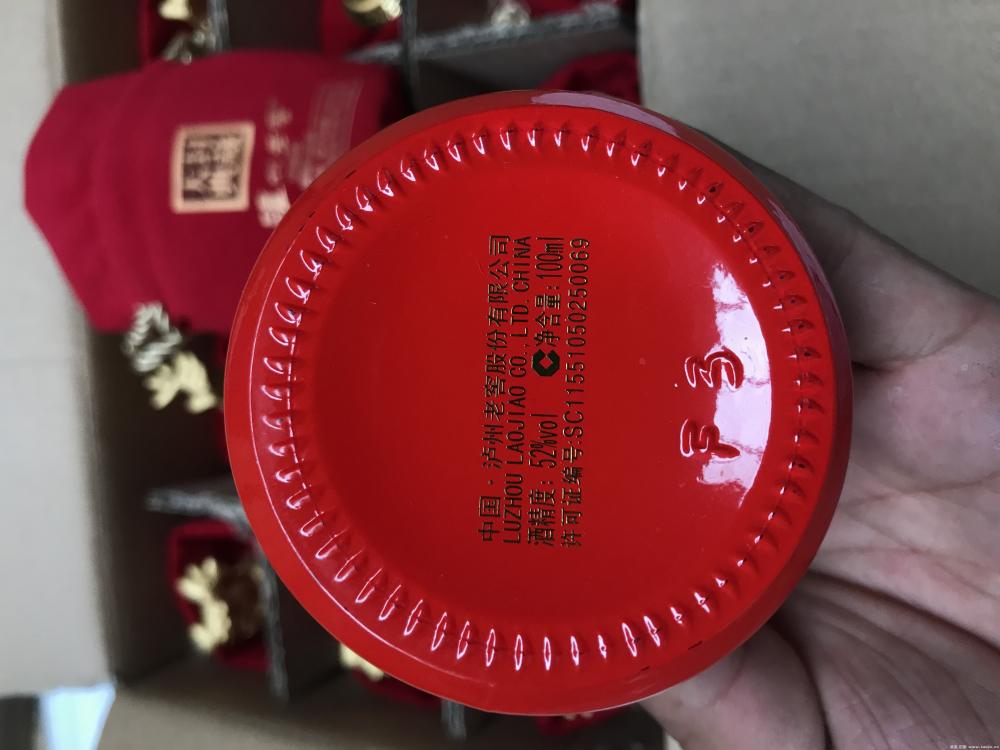 中国·泸州老窖股份有限公司
LUZHOU LAOJIAO CO., LTD. CHINA
酒精度: 52%vol 净含量:100ml
许可证编号:SC11551050250069